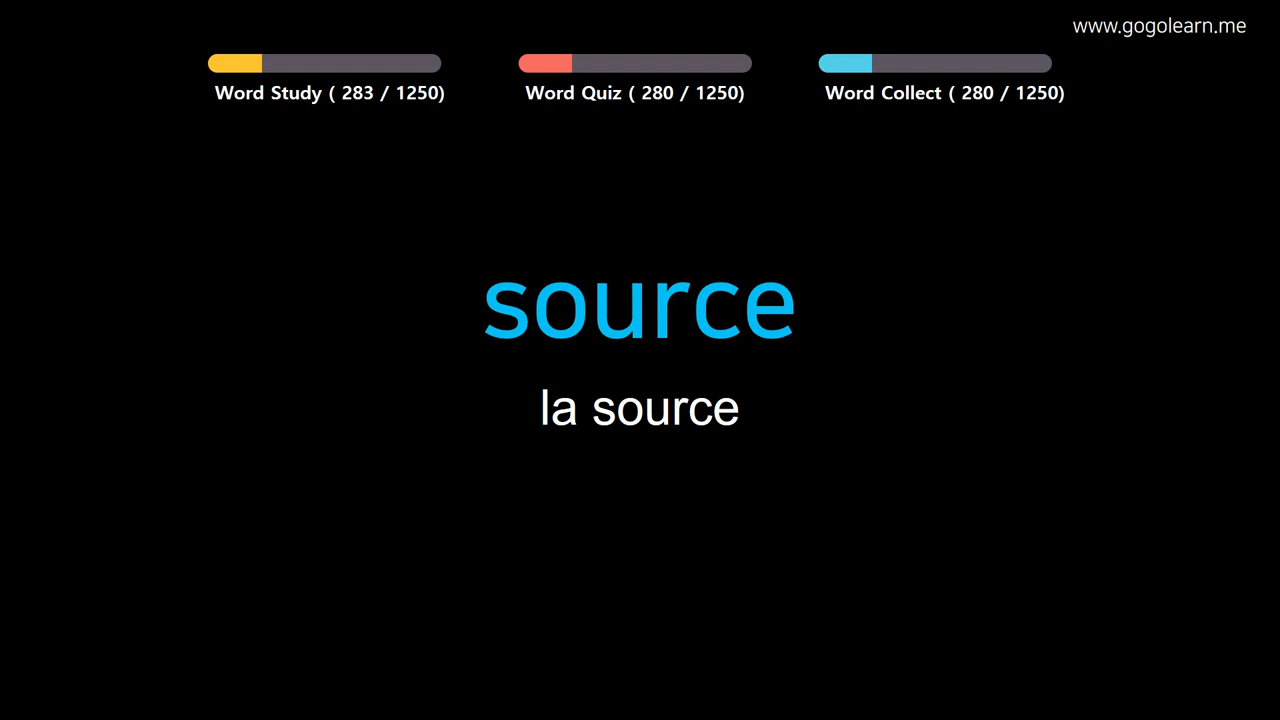 www.gogolearn.me
Word Study ( 283 / 1250)
Word Quiz ( 280 / 1250)
Word Collect ( 280 / 1250)
source
la source